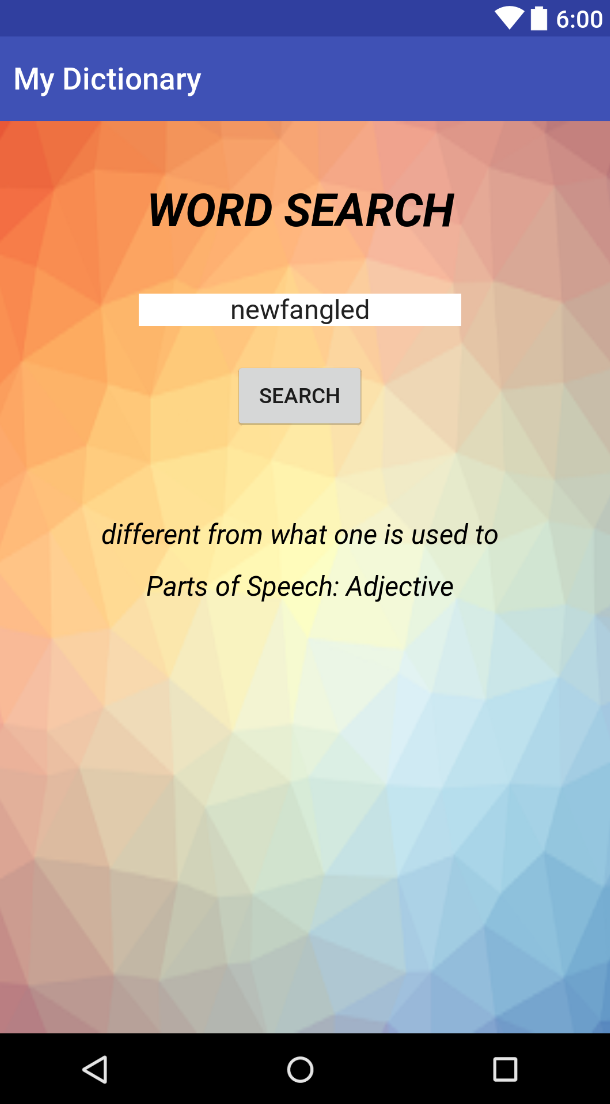 6:00
My Dictionary
WORD SEARCH
newfangled
SEARCH
different from what one is used to
Parts of Speech: Adjective